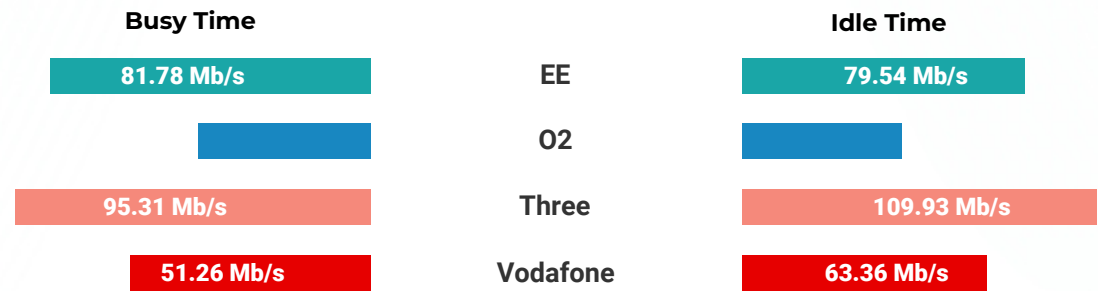 Busy Time Idle Time
81.78 Mb/s EE 79.54 Mb/s
O2
95.31 Mb/s Three 109.93 Mb/s
51.26 Mb/s Vodafone 63.36 Mb/s